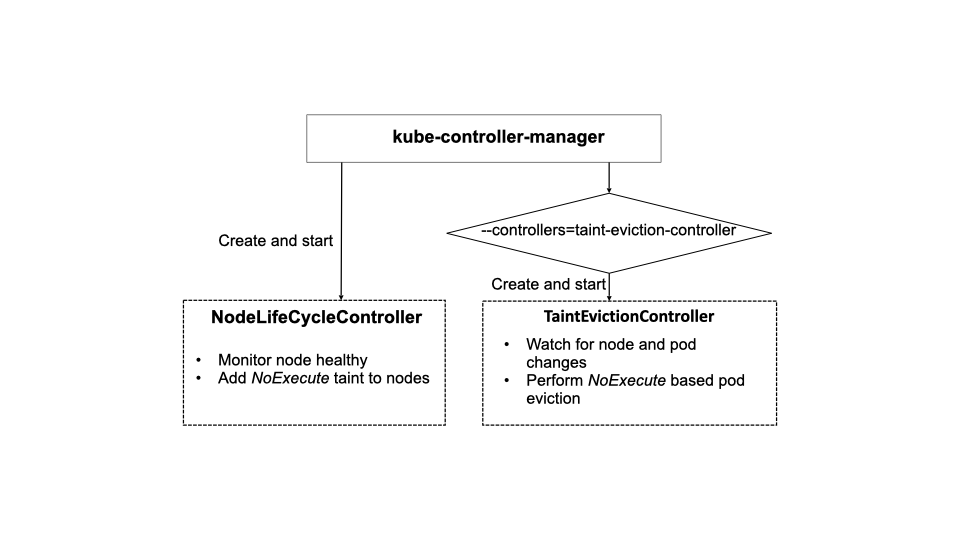 kube-controller-manager
--controllers=taint-eviction-controller
Create and start
Create and start
NodeLifeCycleController
• Monitor node healthy
• Add NoExecute taint to nodes
TaintEvictionController
• Watch for node and pod
changes
• Perform NoExecute based pod
eviction